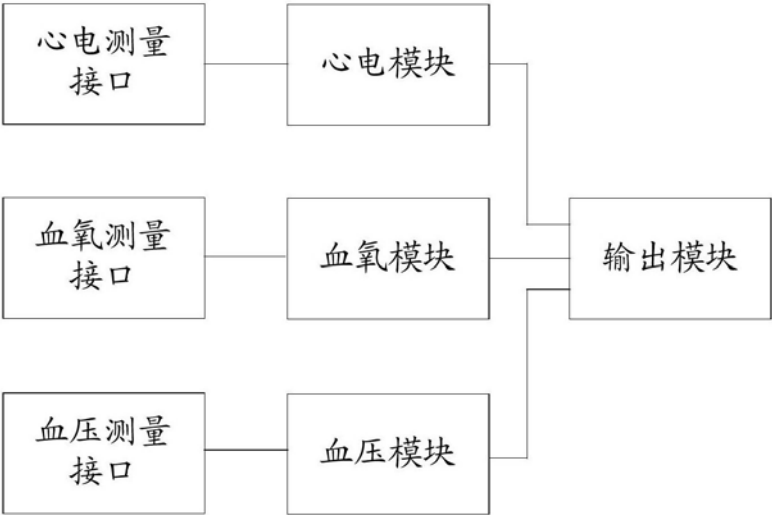 心电测量
接口
心电模块
血氧测量
接口
血氧模块
输出模块
血压测量
接口
血压模块